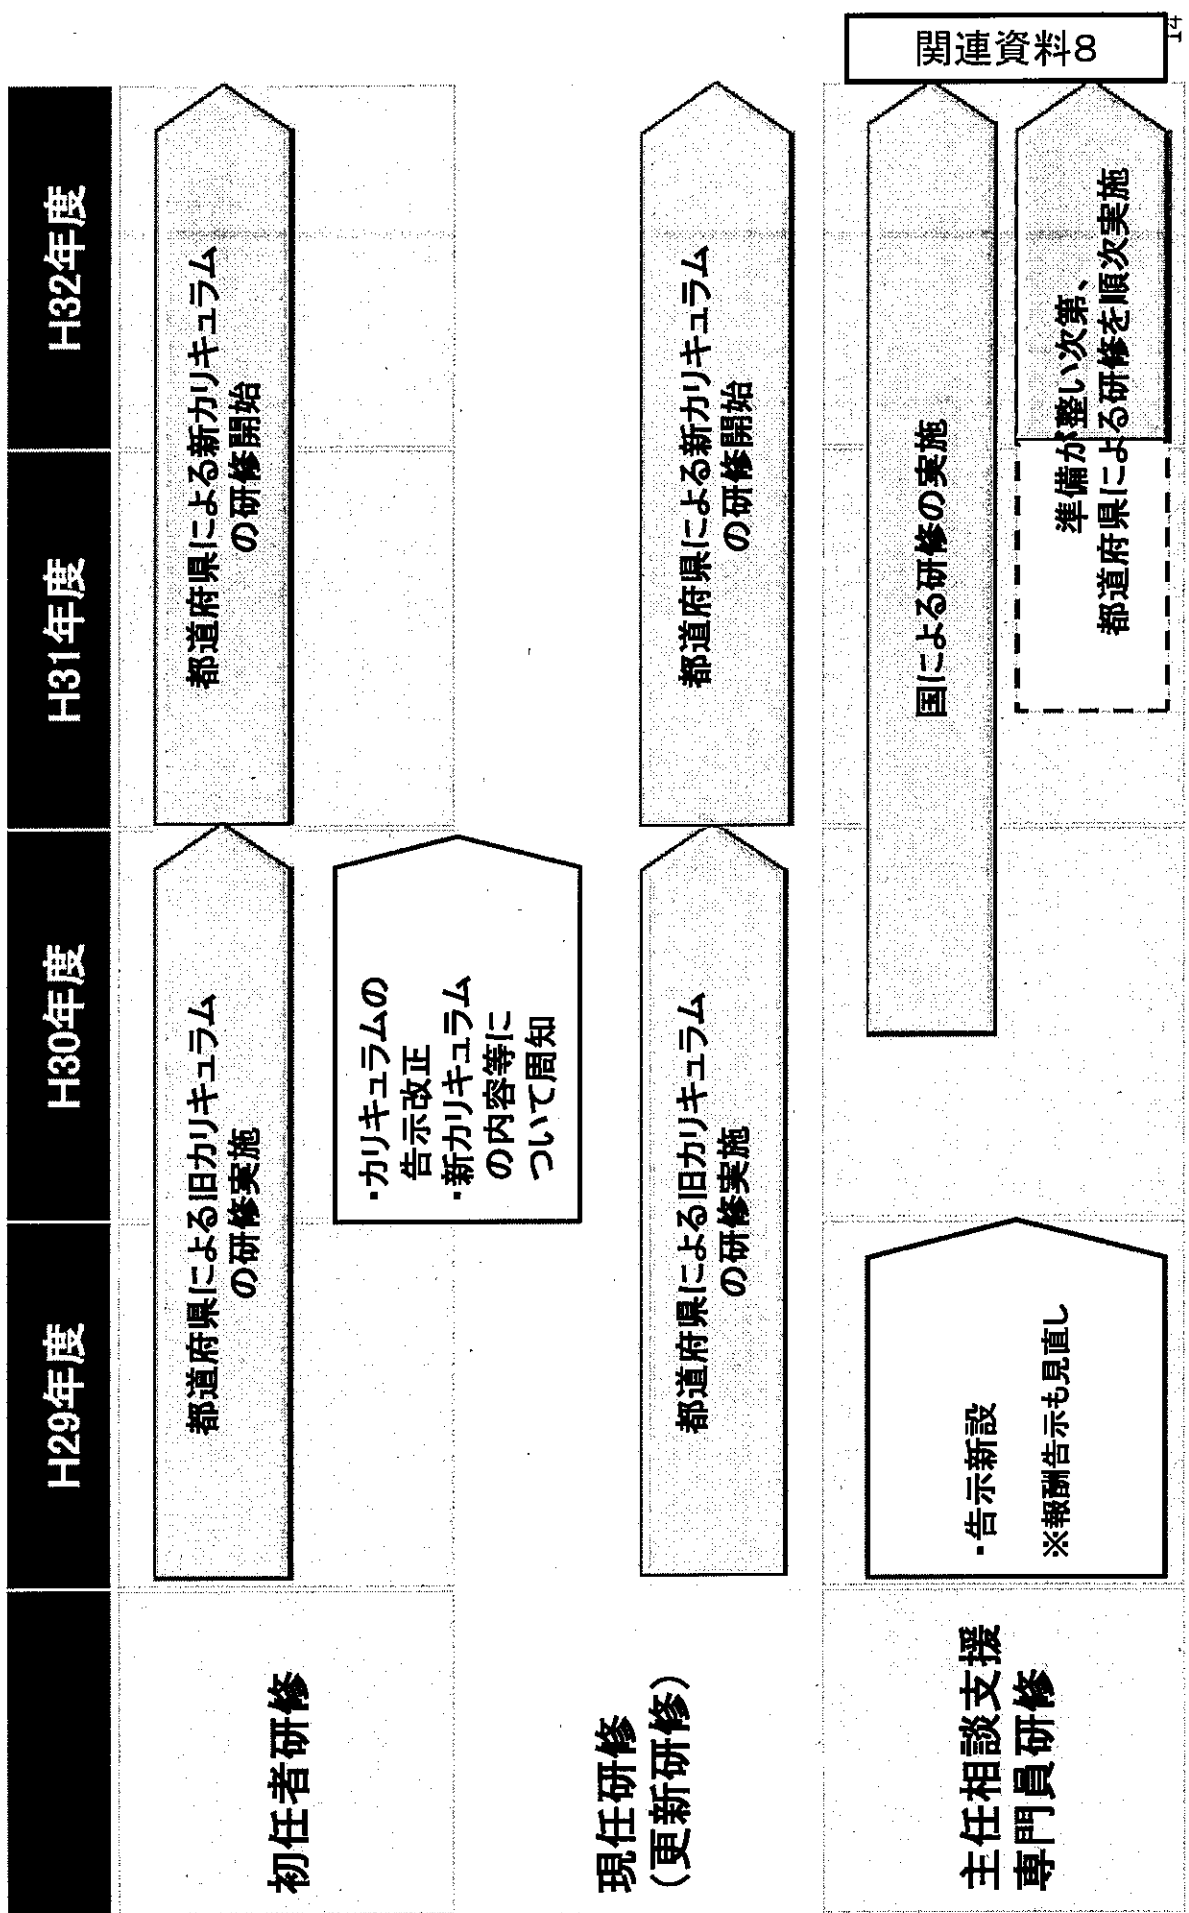 関連資料8
H29年度
H30年度
H31年度
H32年度
初任者研修
都道府県による旧カリキュラム
の研修実施
都道府県による新カリキュラム
の研修開始
・カリキュラムの
告示改正
・新カリキュラム
の内容等に
ついて周知
現任研修
（更新研修）
都道府県による旧カリキュラム
の研修実施
都道府県による新カリキュラム
の研修開始
主任相談支援
専門員研修
・告示新設
※報酬告示も見直し
国による研修の実施
準備が整い次第、
都道府県による研修を順次実施
14